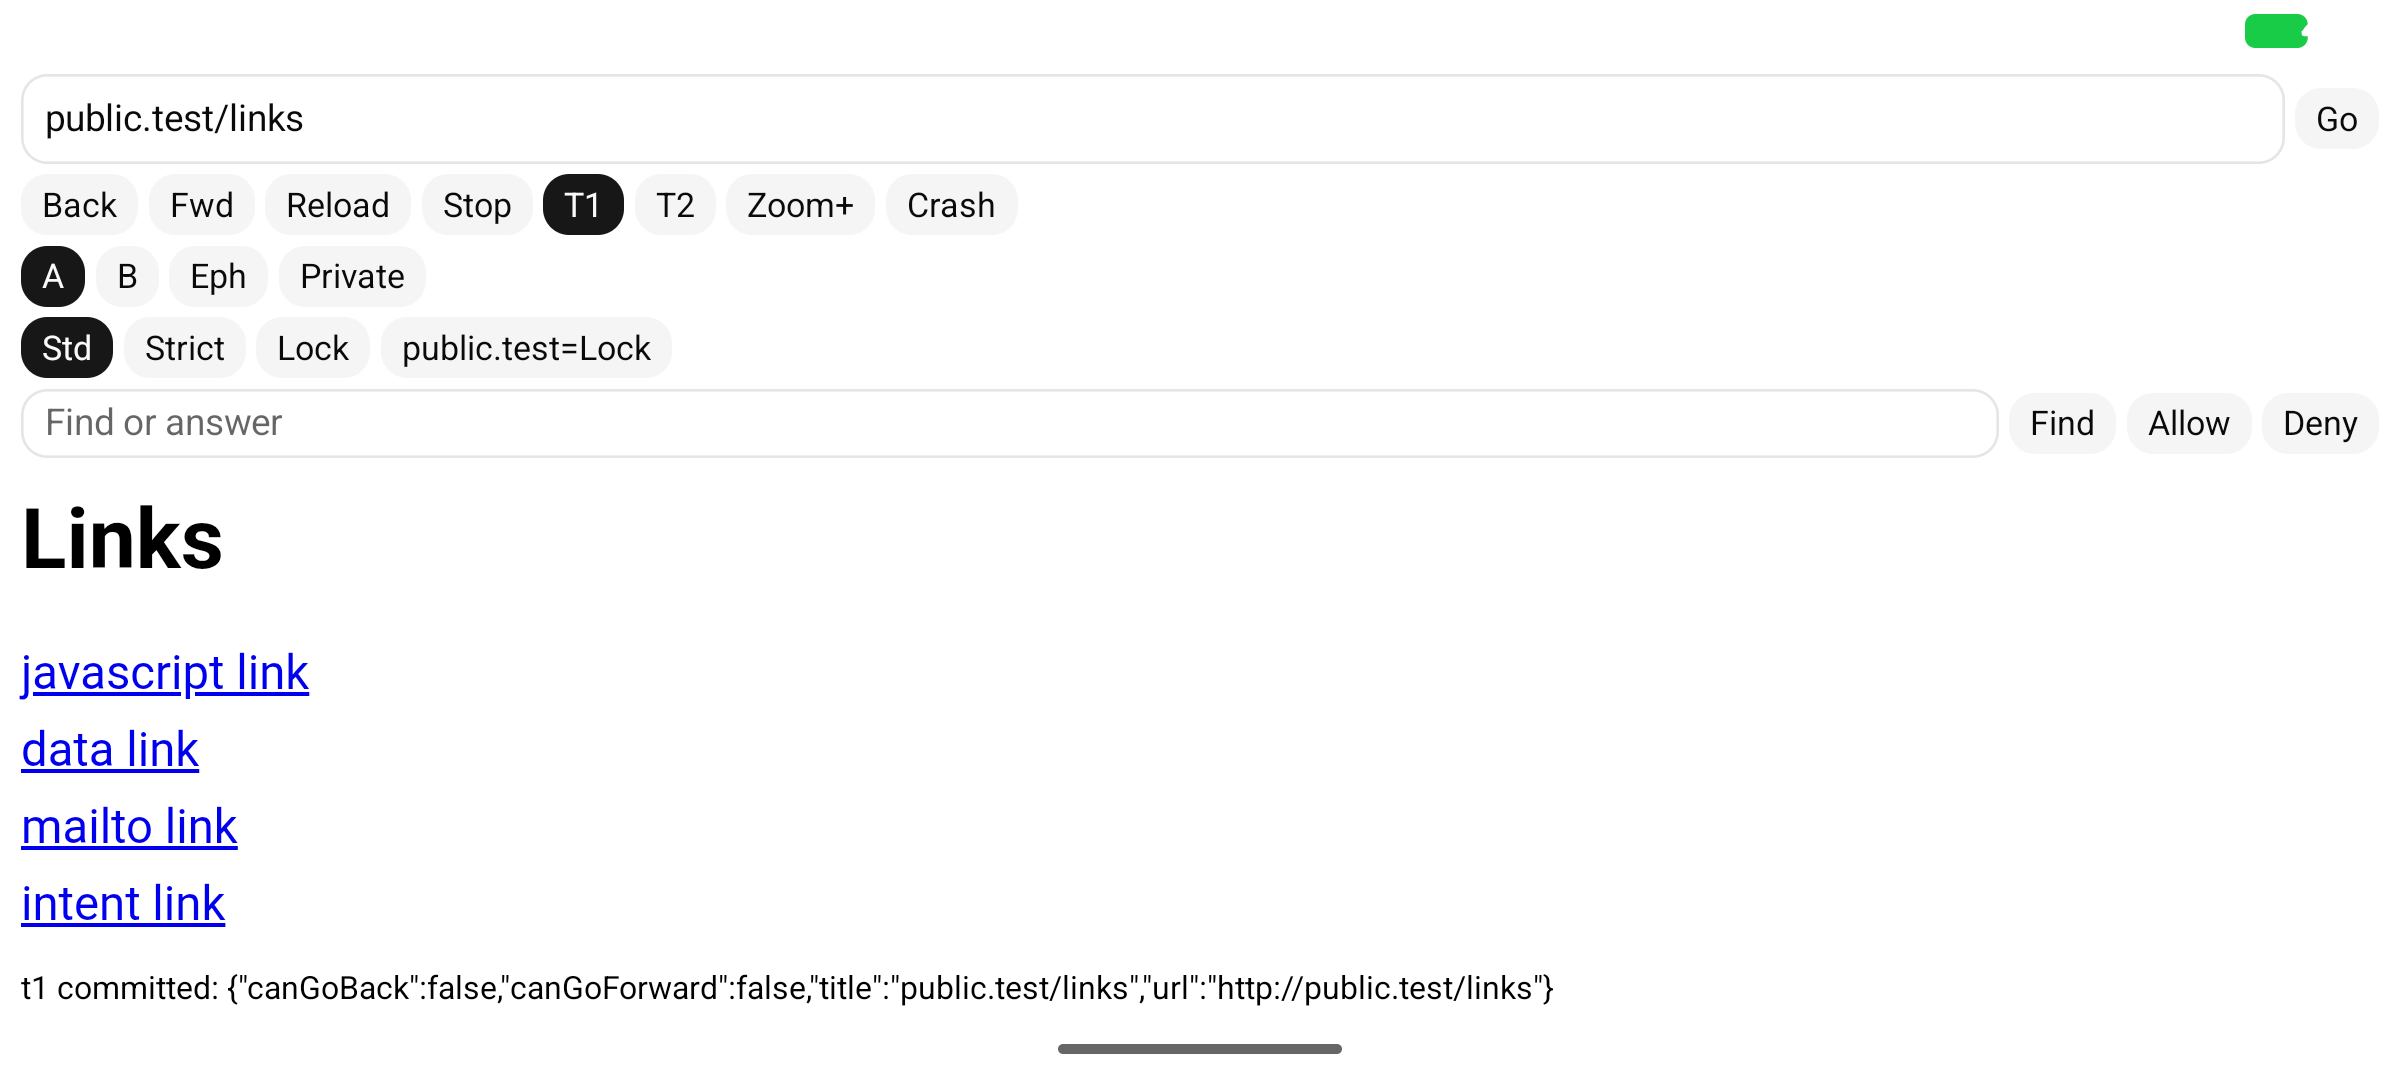 public.test/links Go
Back Fwd Reload Stop T1 T2 Zoom+ Crash
A B Eph Private
Std Strict Lock public.test=Lock
Find or answer Find Allow Deny
Links
javascript link
data link
mailto link
intent link
t1 committed: {"canGoBack":false,"canGoForward":false,"title":"public.test/links","url":"http://public.test/links"}